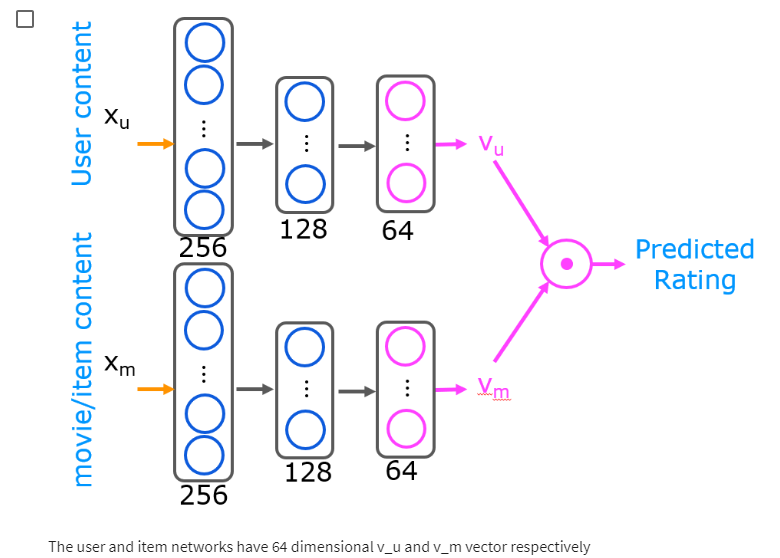 User content
x_u
256
128
64
v_u
movie/item content
x_m
256
128
64
v_m
Predicted
Rating
The user and item networks have 64 dimensional v_u and v_m vector respectively